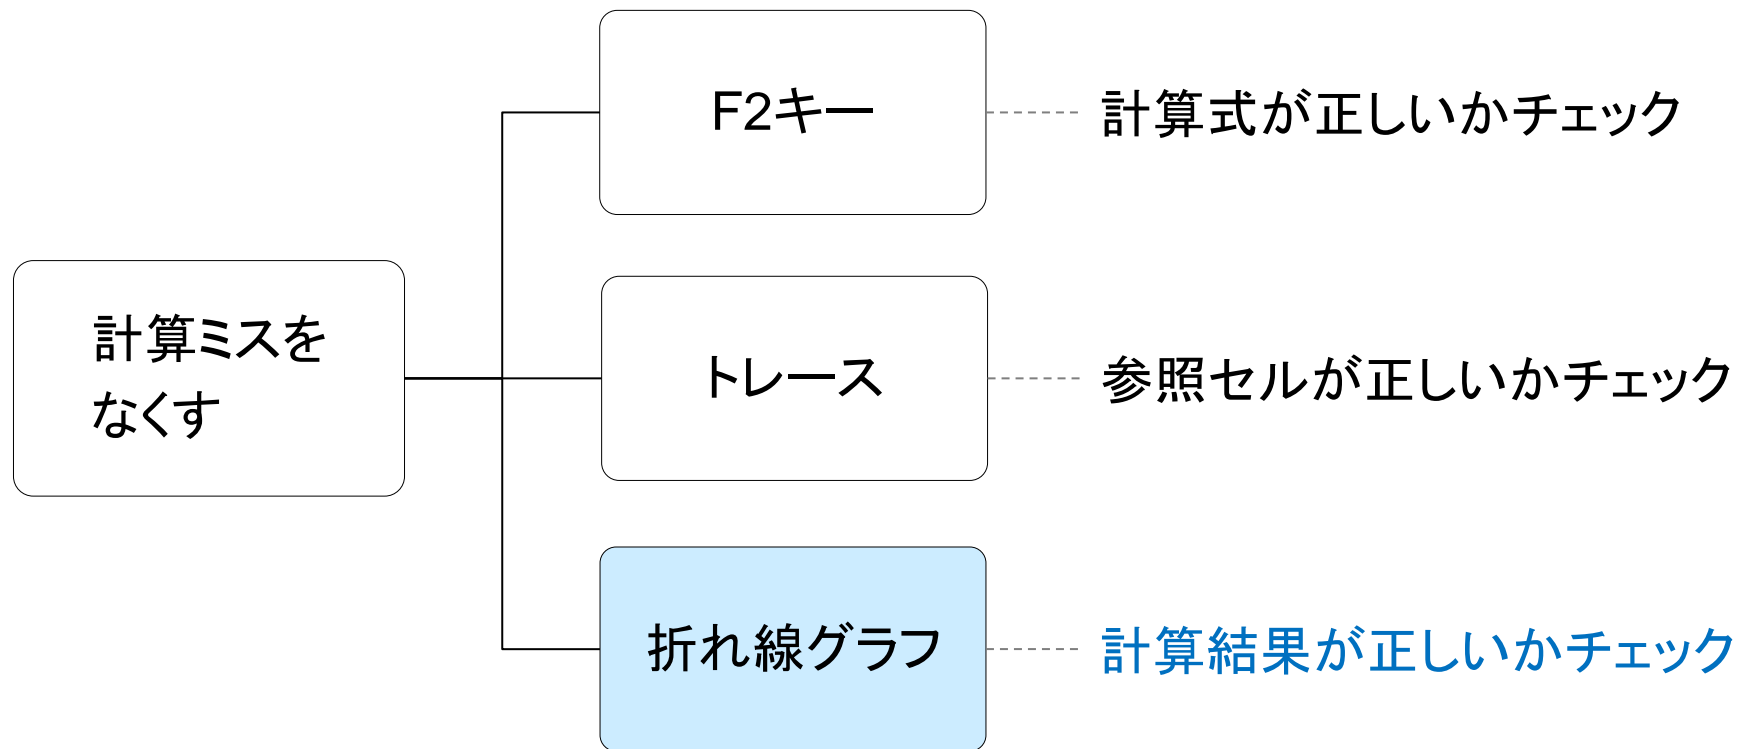 F2キー
計算式が正しいかチェック
計算ミスを
なくす
トレース
参照セルが正しいかチェック
折れ線グラフ
計算結果が正しいかチェック